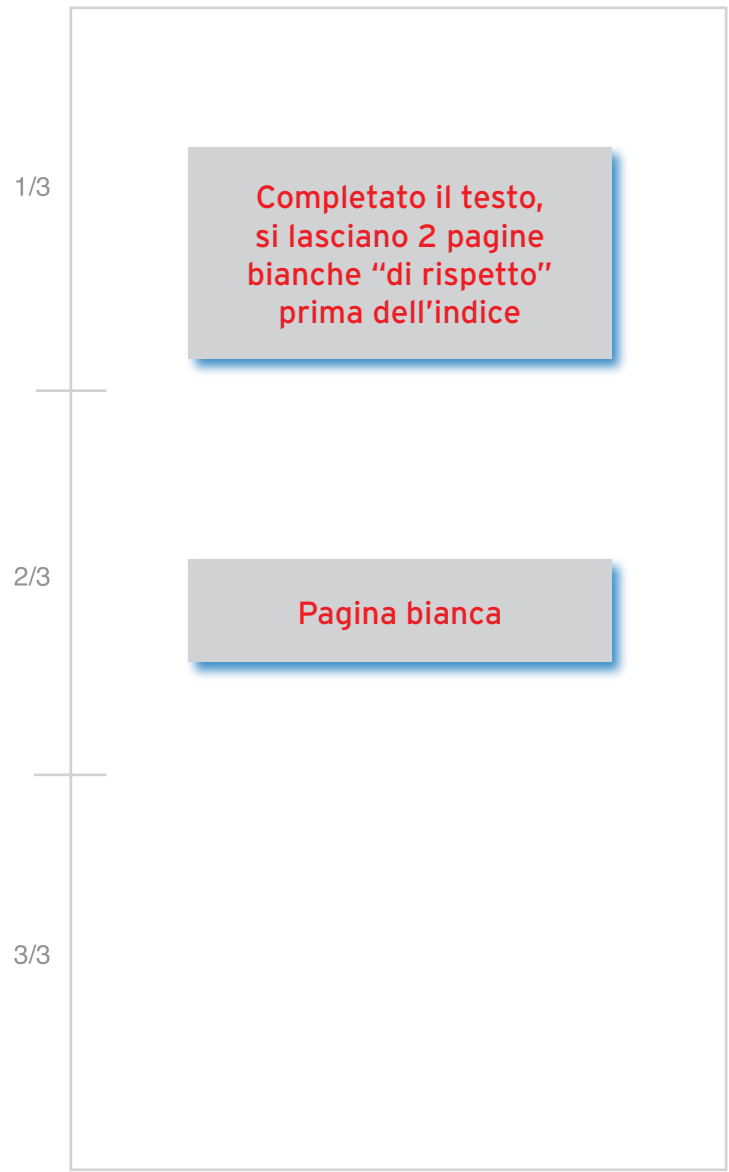 1/3
Completato il testo,
si lasciano 2 pagine
bianche “di rispetto”
prima dell’indice
2/3
Pagina bianca
3/3